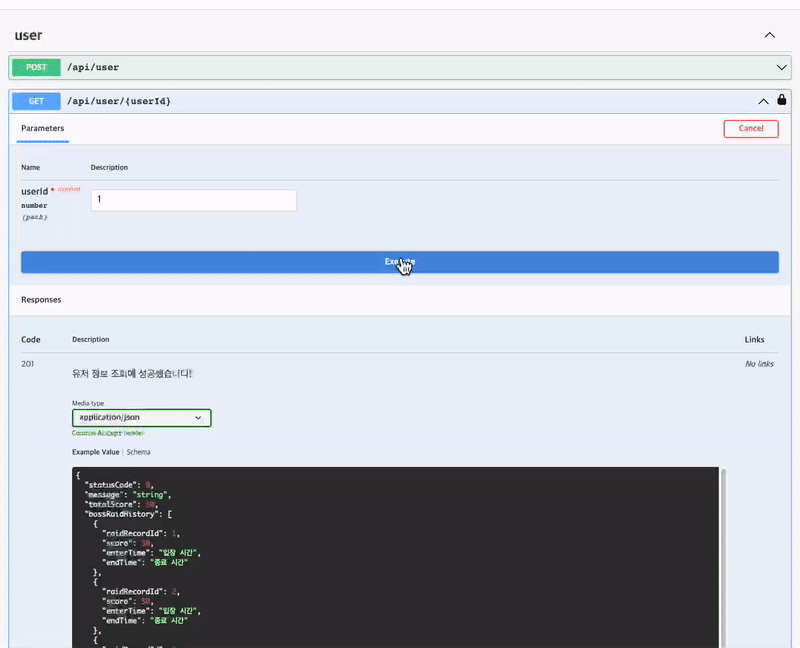 user
POST /api/user
GET /api/user/{userId}
Parameters
Cancel
Name Description
userId * required
number
(path)
1
Execute
Responses
Code Description Links
201 No links
유저 정보 조회에 성공했습니다!
Media type
application/json
Controls Accept header.
Example Value | Schema
{
"statusCode": 0,
"message": "string",
"totalScore": 30,
"bossRaidHistory": [
{
"raidRecordId": 1,
"score": 30,
"enterTime": "입장 시간",
"endTime": "종료 시간"
},
{
"raidRecordId": 2,
"score": 50,
"enterTime": "입장 시간",
"endTime": "종료 시간"
},
{